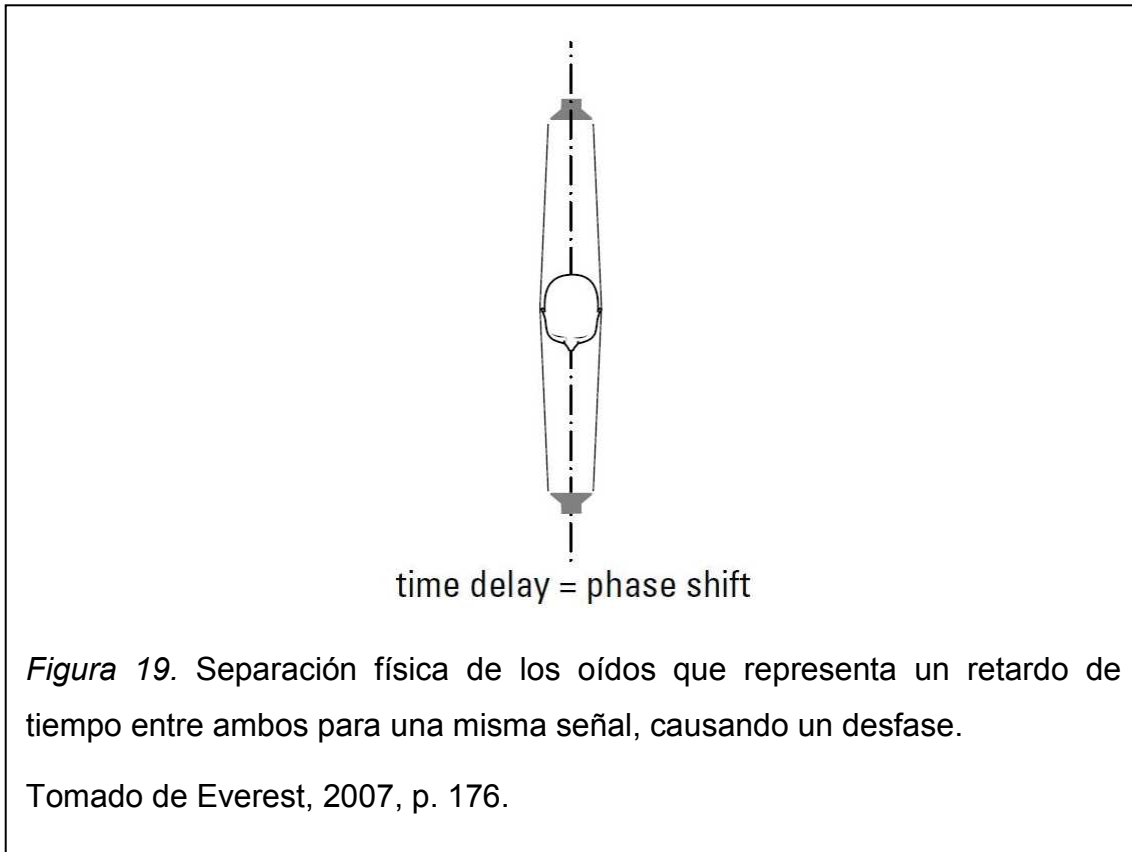 time delay = phase shift
Figura 19. Separación física de los oídos que representa un retardo de
tiempo entre ambos para una misma señal, causando un desfase.
Tomado de Everest, 2007, p. 176.